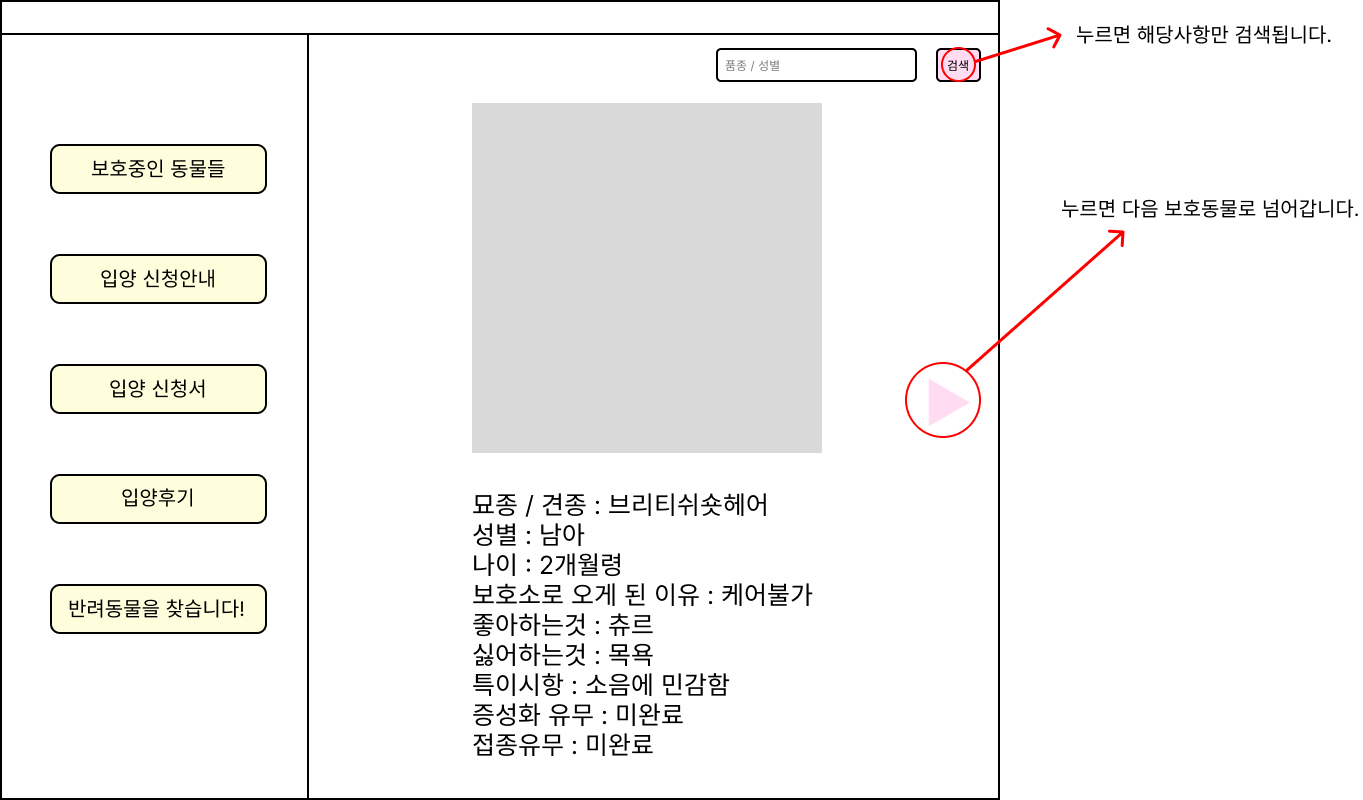 누르면 해당사항만 검색됩니다.
품종 / 성별
검색
보호중인 동물들
입양 신청안내
입양 신청서
입양후기
반려동물을 찾습니다!
누르면 다음 보호동물로 넘어갑니다.
묘종 / 견종 : 브리티쉬숏헤어
성별 : 남아
나이 : 2개월령
보호소로 오게 된 이유 : 케어불가
좋아하는것 : 츄르
싫어하는것 : 목욕
특이시항 : 소음에 민감함
증성화 유무 : 미완료
접종유무 : 미완료